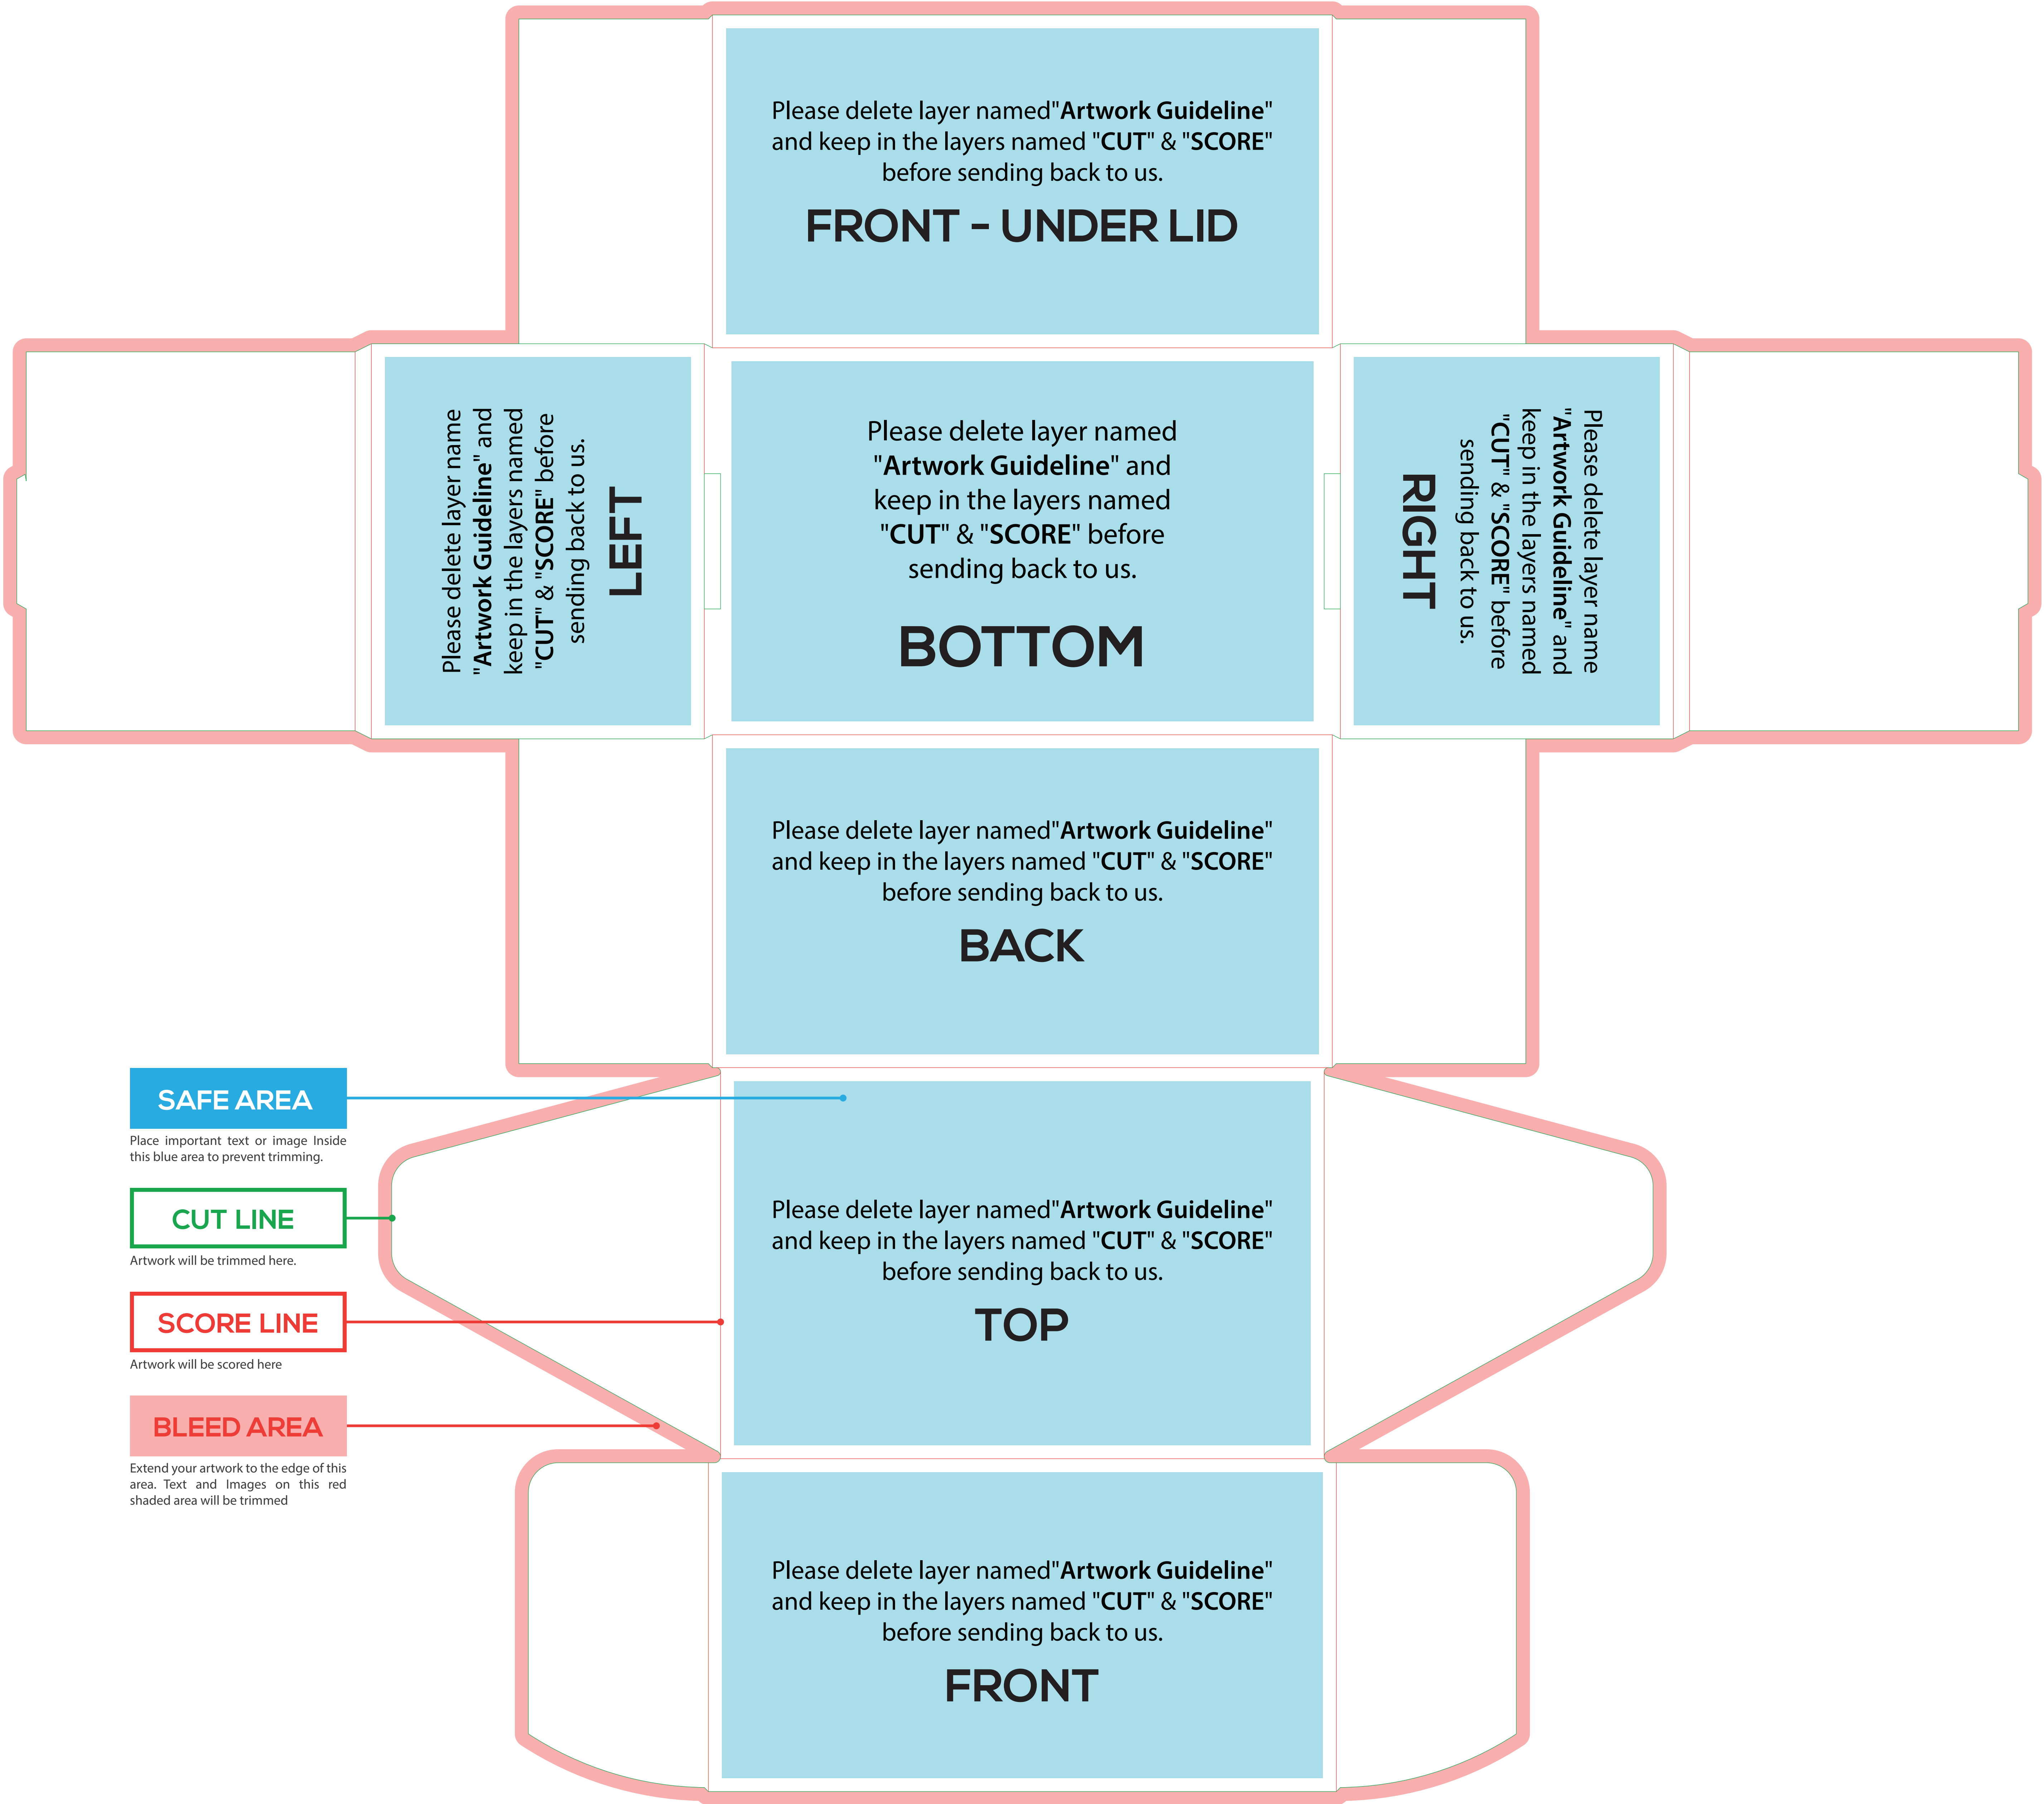 Please delete layer named"Artwork Guideline"
and keep in the layers named "CUT" & "SCORE"
before sending back to us.
FRONT - UNDER LID
Please delete layer name
"Artwork Guideline" and
keep in the layers named
"CUT" & "SCORE" before
sending back to us.
LEFT
Please delete layer named
"Artwork Guideline" and
keep in the layers named
"CUT" & "SCORE" before
sending back to us.
BOTTOM
Please delete layer name
"Artwork Guideline" and
keep in the layers named
"CUT" & "SCORE" before
sending back to us.
RIGHT
Please delete layer named"Artwork Guideline"
and keep in the layers named "CUT" & "SCORE"
before sending back to us.
BACK
SAFE AREA
Place important text or image Inside
this blue area to prevent trimming.
CUT LINE
Artwork will be trimmed here.
SCORE LINE
Artwork will be scored here
BLEED AREA
Extend your artwork to the edge of this
area. Text and Images on this red
shaded area will be trimmed
Please delete layer named"Artwork Guideline"
and keep in the layers named "CUT" & "SCORE"
before sending back to us.
TOP
Please delete layer named"Artwork Guideline"
and keep in the layers named "CUT" & "SCORE"
before sending back to us.
FRONT